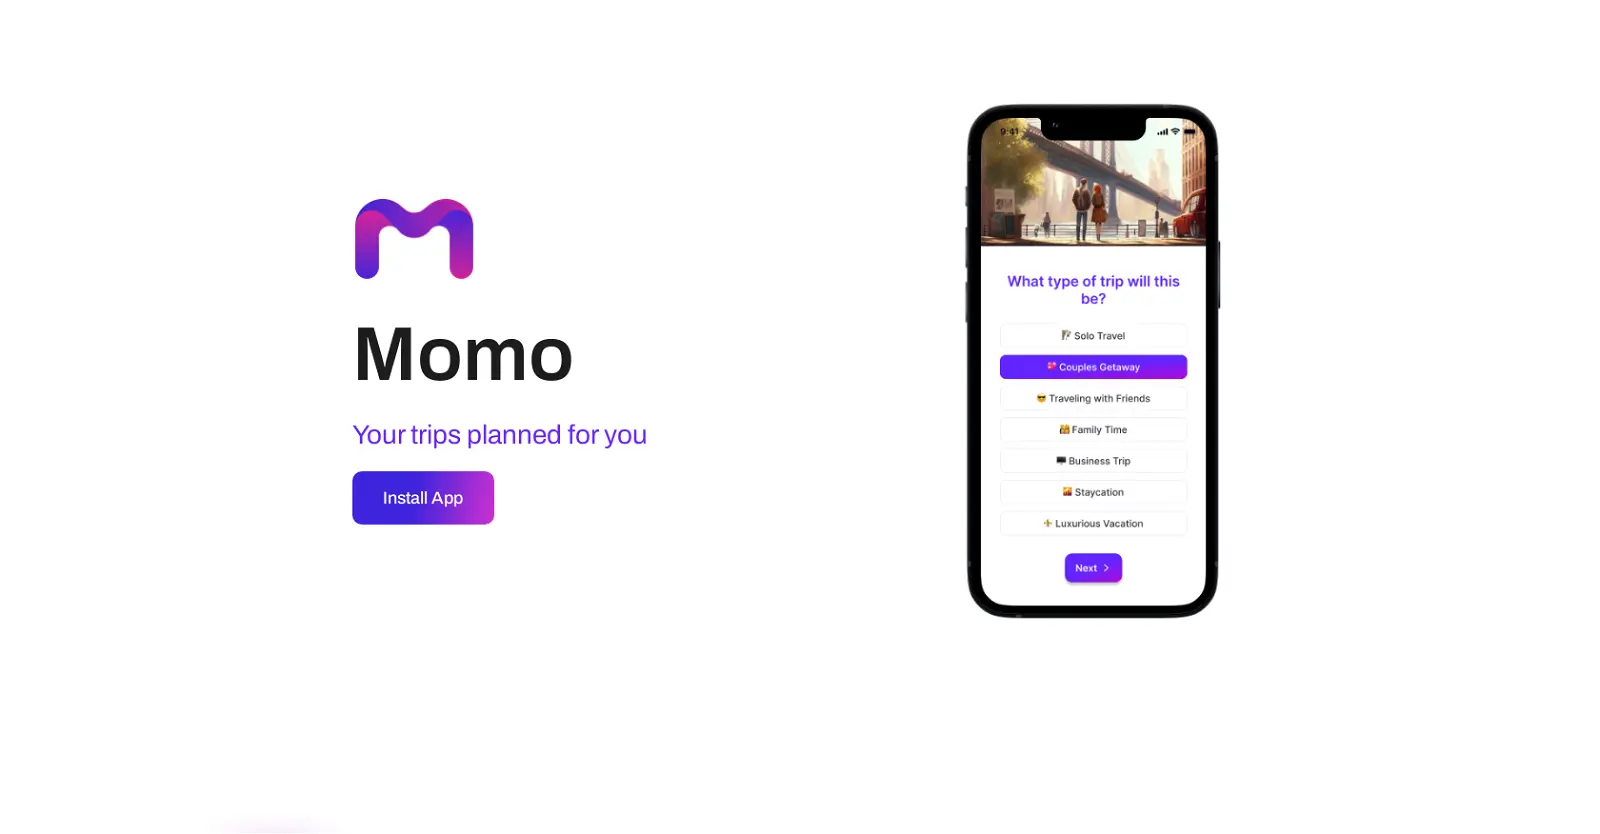 Momo
Your trips planned for you
Install App
9:41
What type of trip will this
be?
Solo Travel
Couples Getaway
Traveling with Friends
Family Time
Business Trip
Staycation
Luxurious Vacation
Next